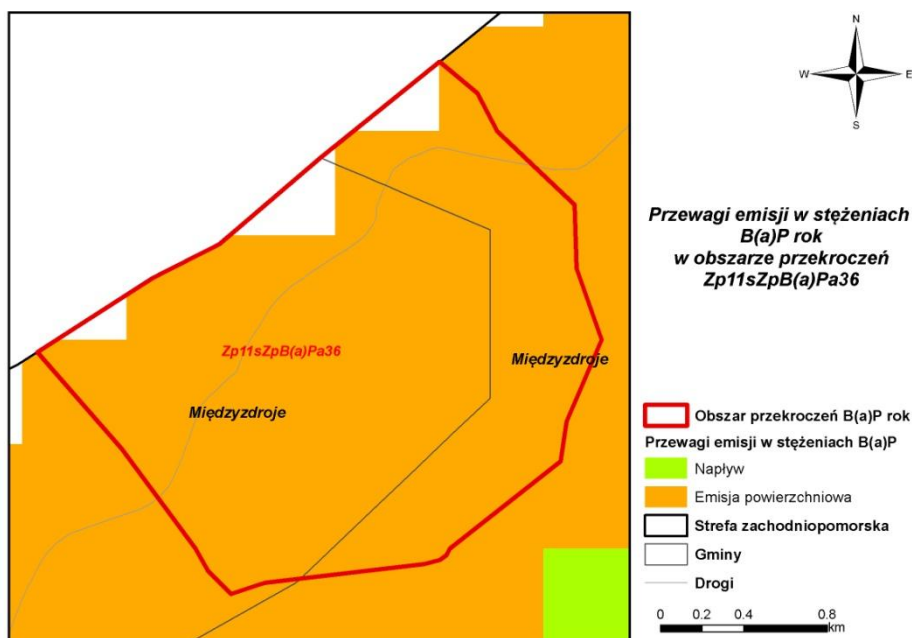 N
W
E
S
Przewagi emisji w stężeniach
B(a)P rok
w obszarze przekroczeń
Zp11sZpB(a)Pa36
Zp11sZpB(a)Pa36
Międzyzdroje
Międzyzdroje
Obszar przekroczeń B(a)P rok
Przewagi emisji w stężeniach B(a)P
Napływ
Emisja powierzchniowa
Strefa zachodniopomorska
Gminy
Drogi
0 0.2 0.4 0.8
km